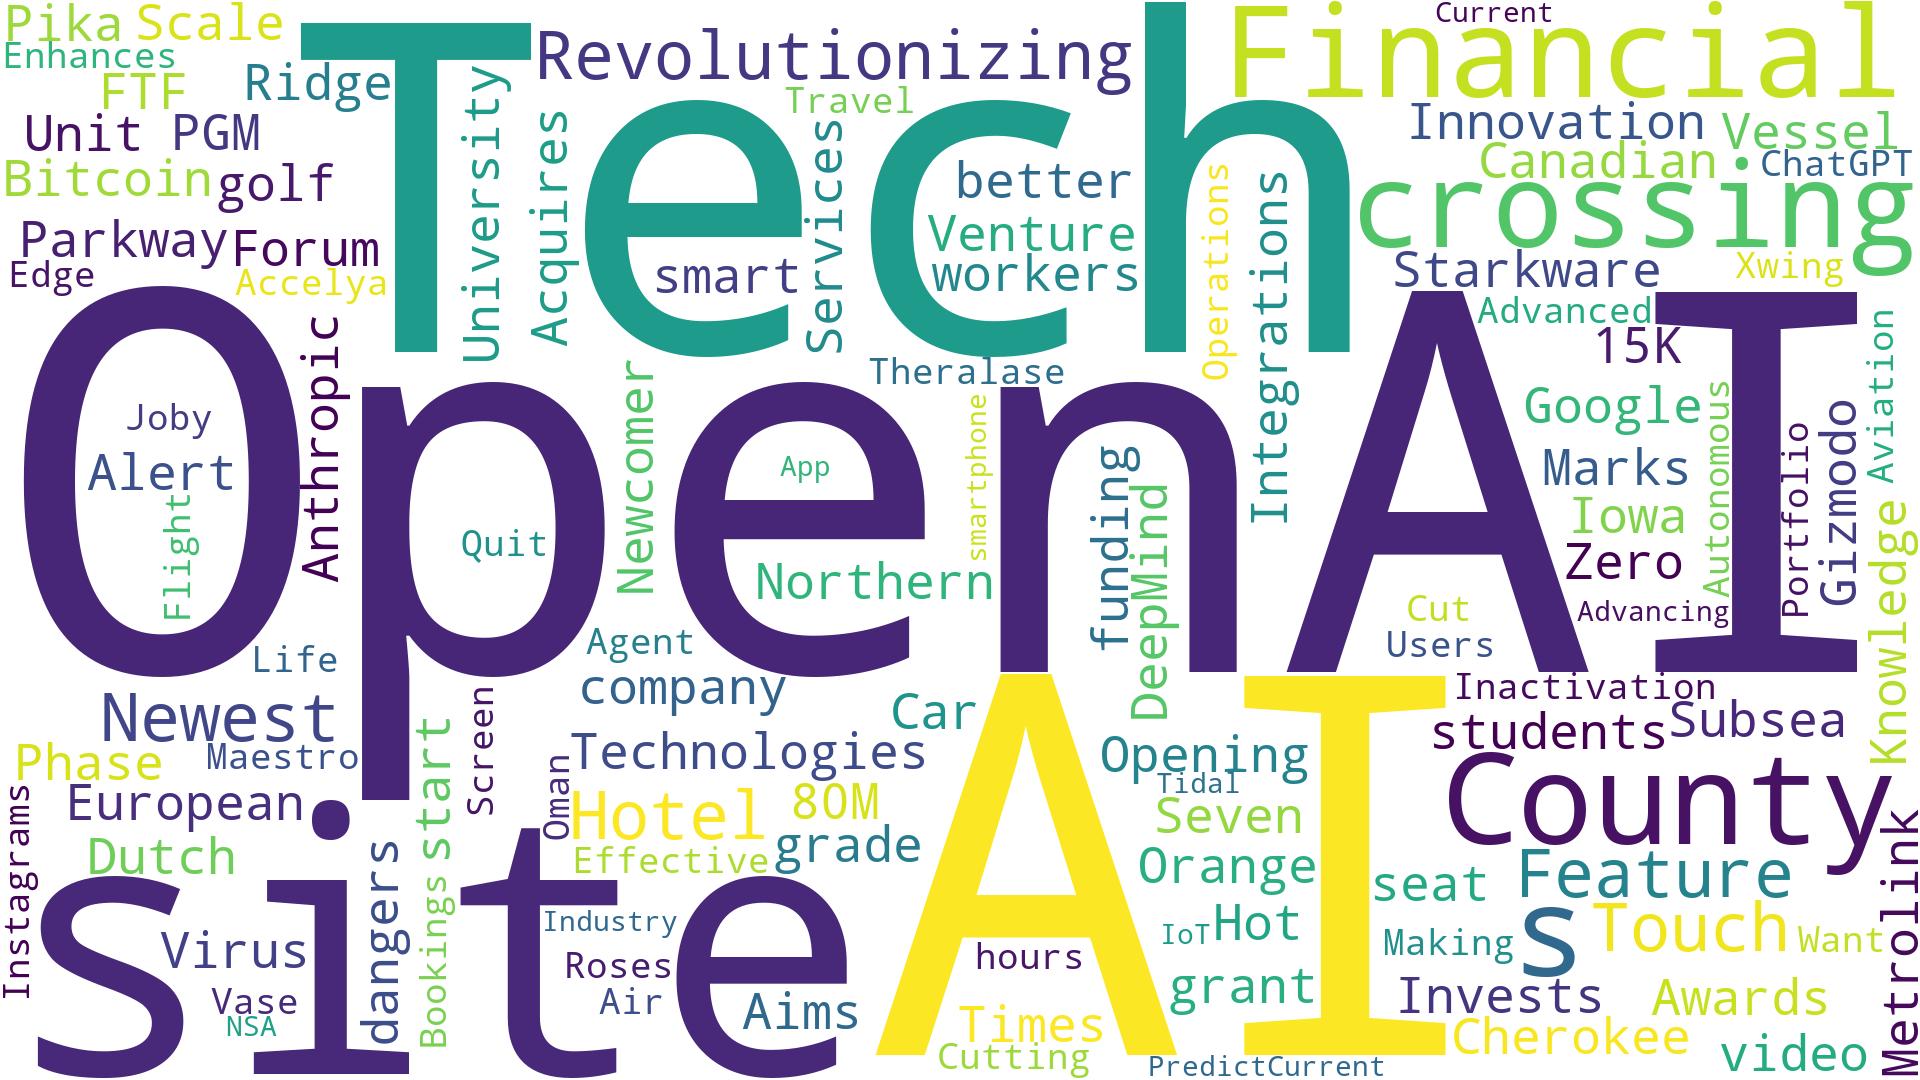 Pika
Scale
Enhances
FTF
Ridge
Unit
PGM
Bitcoin
golf
Parkway
Forum
Edge
Accelya
Tech
Revolutionizing
University
Acquires
Travel
Services
smart
better
Venture
workers
Operations
Integrations
Financial
Current
Innovation
Vessel
Canadian
ChatGPT
crossing
Starkware
Xwing
Advanced
OpenAI
Joby
Alert
Flight
Anthropic
Quit
Newcomer
Theralase
App
smartphone
Northern
funding
DeepMind
15K
Google
Marks
Iowa
Zero
Autonomous
Portfolio
Gizmodo
Aviation
Knowledge
Cut
Advancing
Users
Life
Agent
company
Newest
Maestro
Phase
European
Dutch
Instagrams
start
Screen
Oman
Technologies
Hotel
80M
Effective
grade
Car
AI
Opening
Tidal
Seven
Orange
Inactivation
students
Subsea
County
site
Virus
Vase
NSA
dangers
Bookings
Industry
Roses
Air
Aims
hours
Times
Cutting
IoT
Hot
grant
PredictCurrent
seat
Feature
Making
s
Touch
Want
Invests
Awards
Cherokee
video
Metrolink